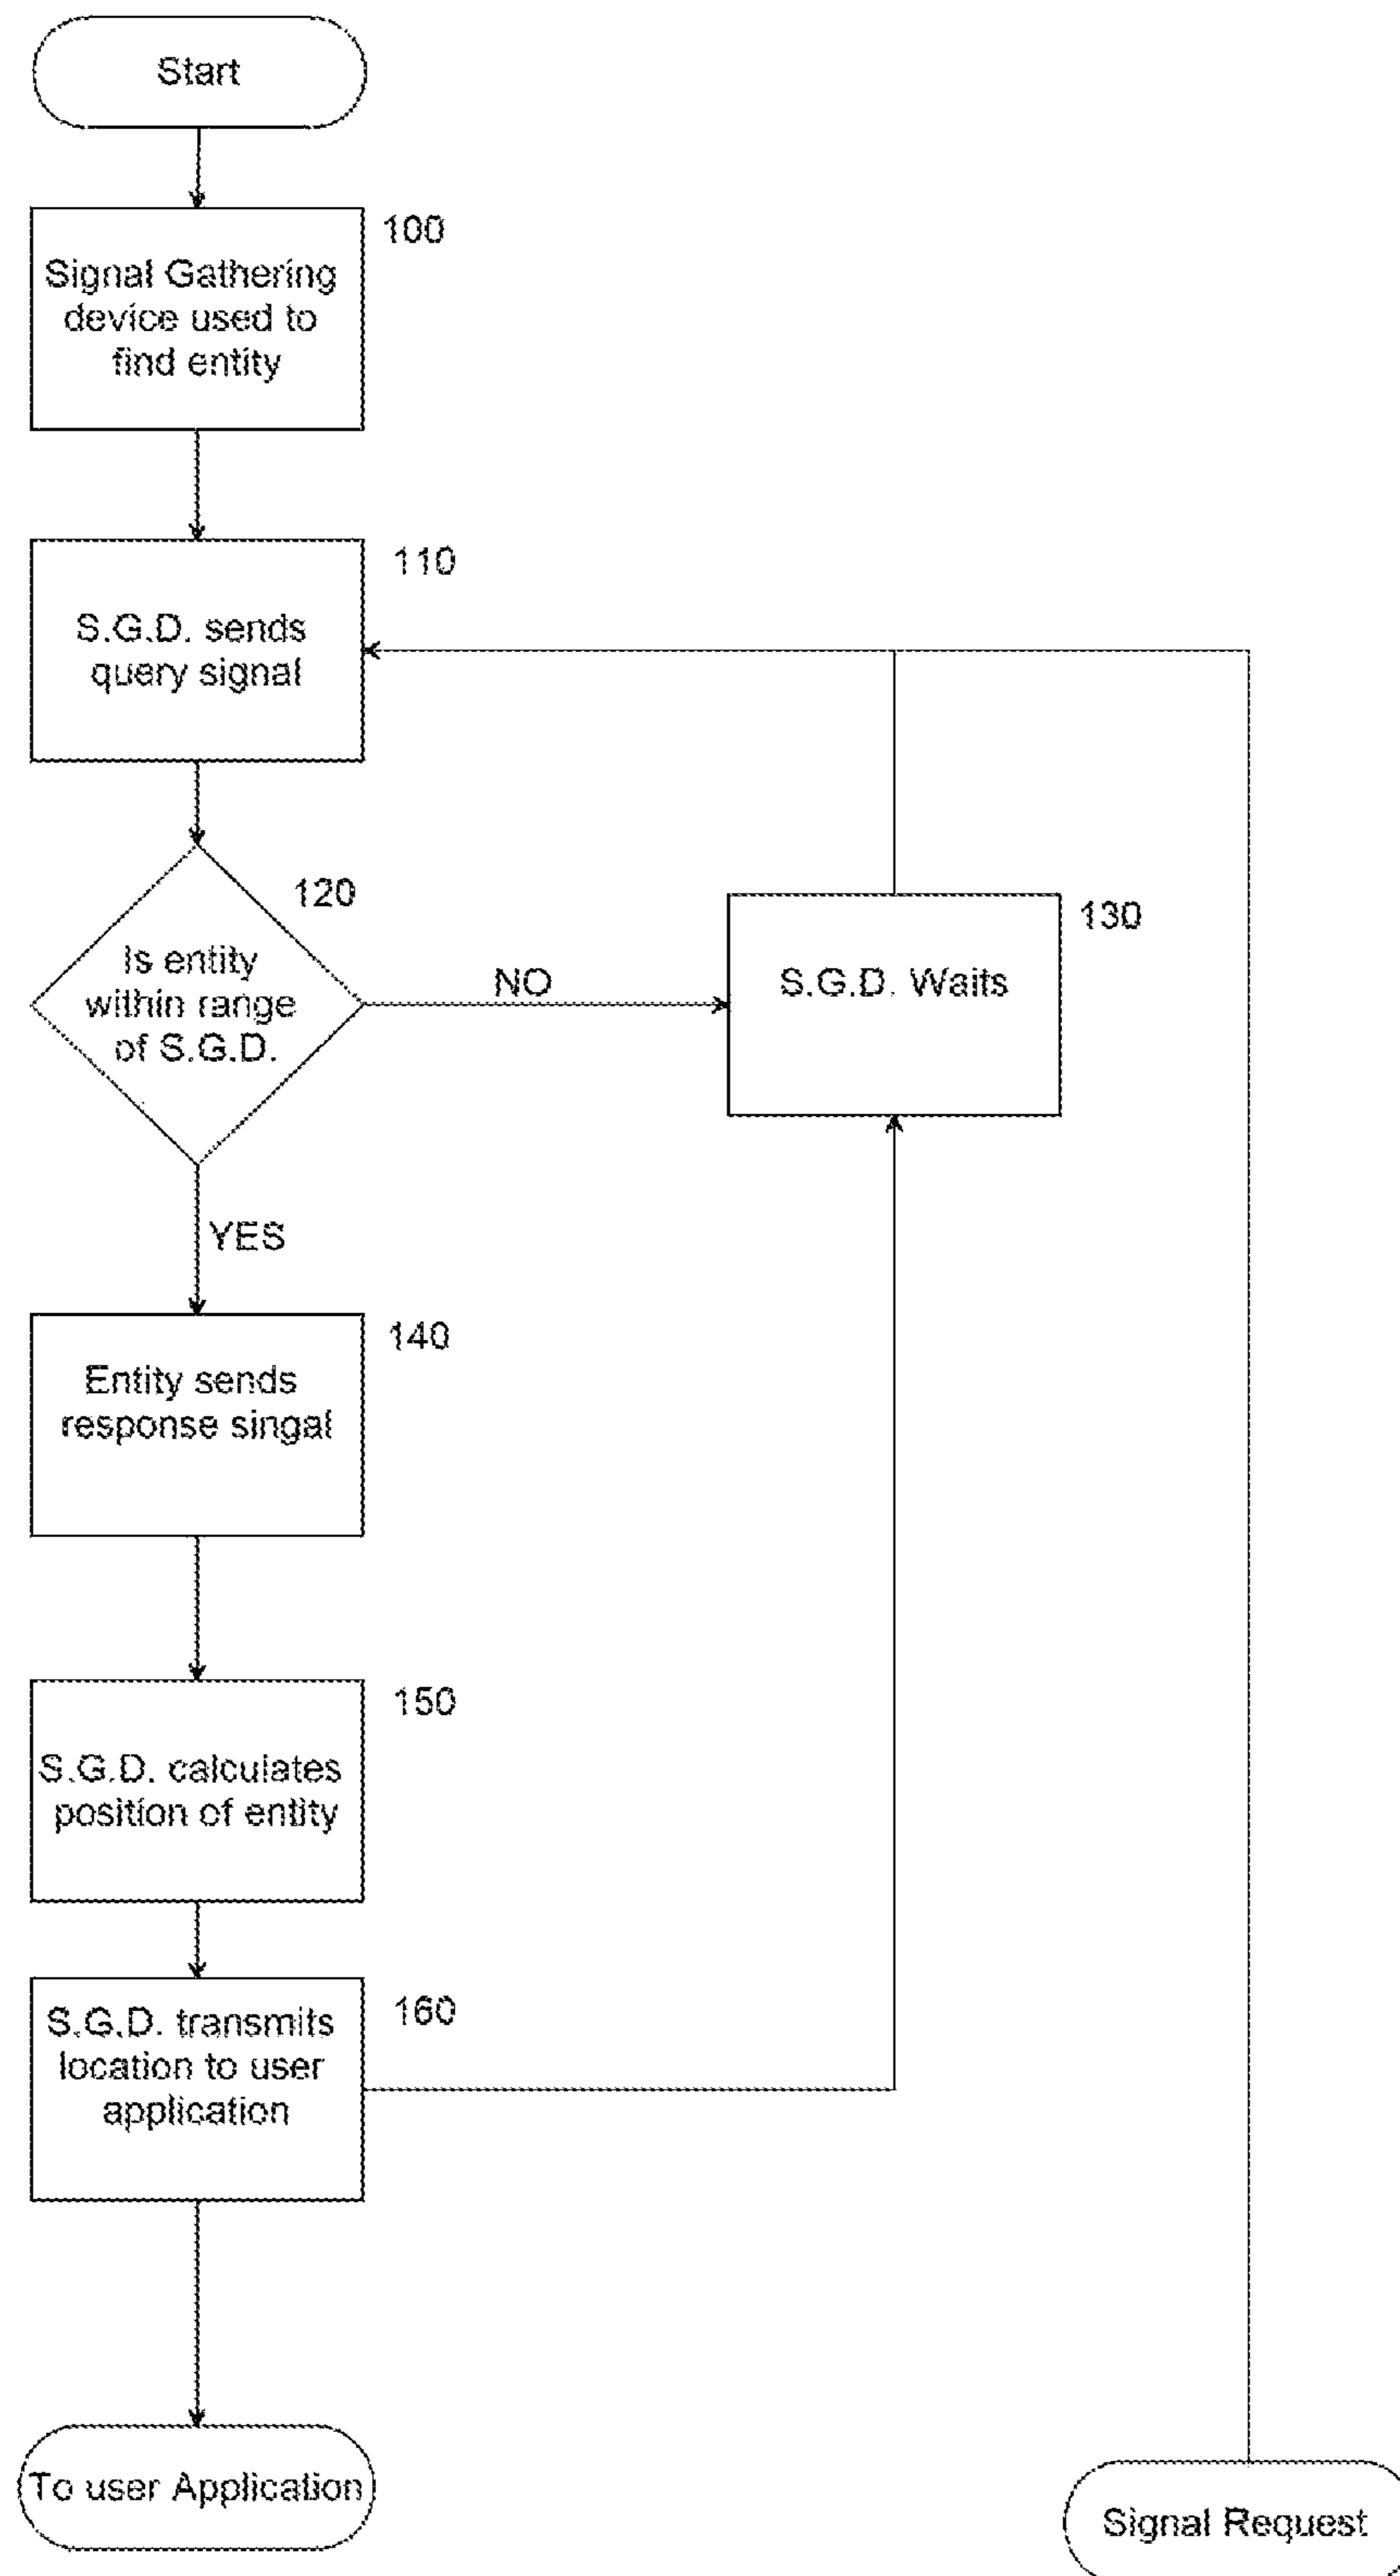 Start
100
Signal Gathering
device used to
find entity
110
S.G.D. sends
query signal
120
Is entity
within range
of S.G.D.
NO
130
S.G.D. Waits
YES
140
Entity sends
response singal
150
S.G.D. calculates
position of entity
160
S.G.D. transmits
location to user
application
To user Application
Signal Request